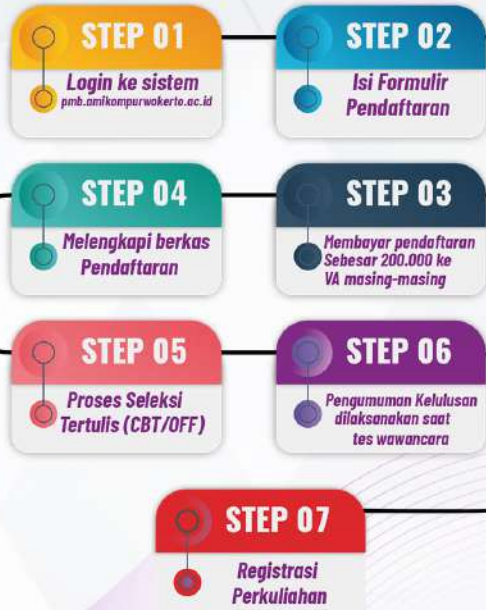 STEP 01
Login ke sistem
pmb.amikompurwokerto.ac.id
STEP 02
Isi Formulir
Pendaftaran
STEP 03
Membayar pendaftaran
Sebesar 200.000 ke
VA masing-masing
STEP 04
Melengkapi berkas
Pendaftaran
STEP 05
Proses Seleksi
Tertulis (CBT/OFF)
STEP 06
Pengumuman Kelulusan
dilaksanakan saat
tes wawancara
STEP 07
Registrasi
Perkuliahan